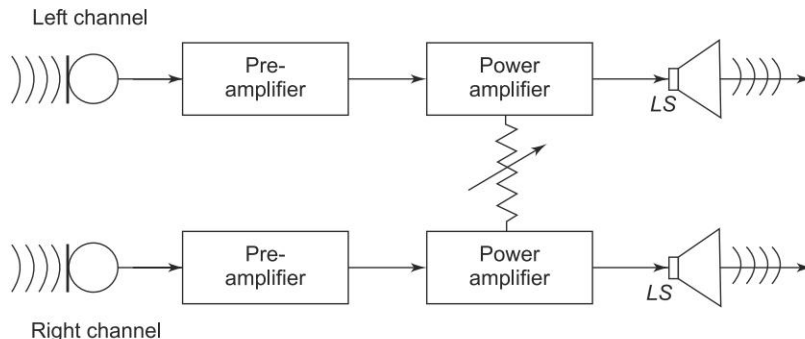 Left channel
Pre-
amplifier
Power
amplifier
LS
Pre-
amplifier
Power
amplifier
LS
Right channel